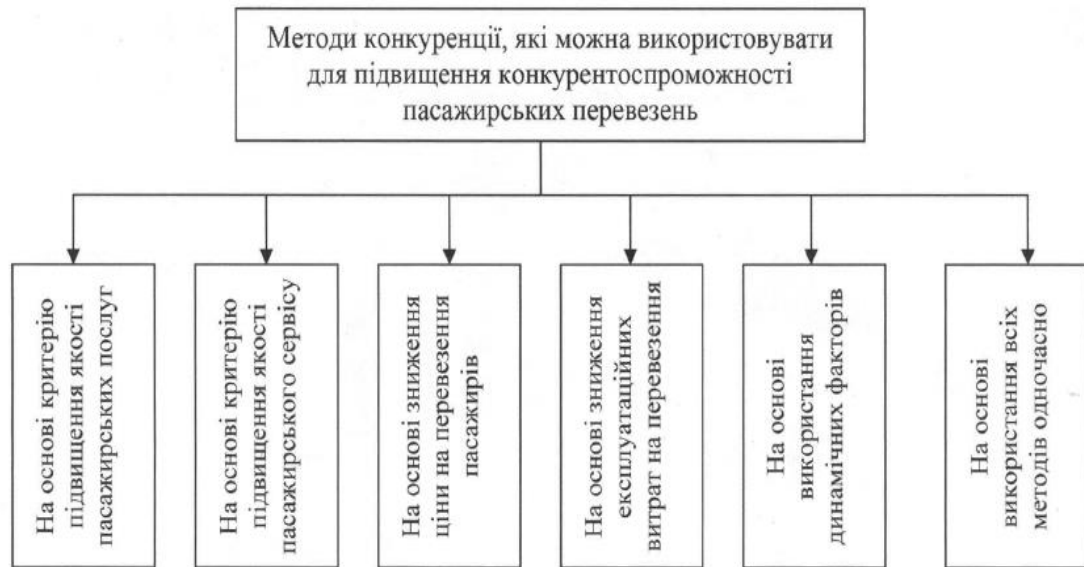 Методи конкуренції, які можна використовувати
для підвищення конкурентоспроможності
пасажирських перевезень
На основі критерію
підвищення якості
пасажирських послуг
На основі критерію
підвищення якості
пасажирського сервісу
На основі зниження
ціни на перевезення
пасажирів
На основі зниження
експлуатаційних
витрат на перевезення
На основі
використання
динамічних факторів
На основі
використання всіх
методів одночасно